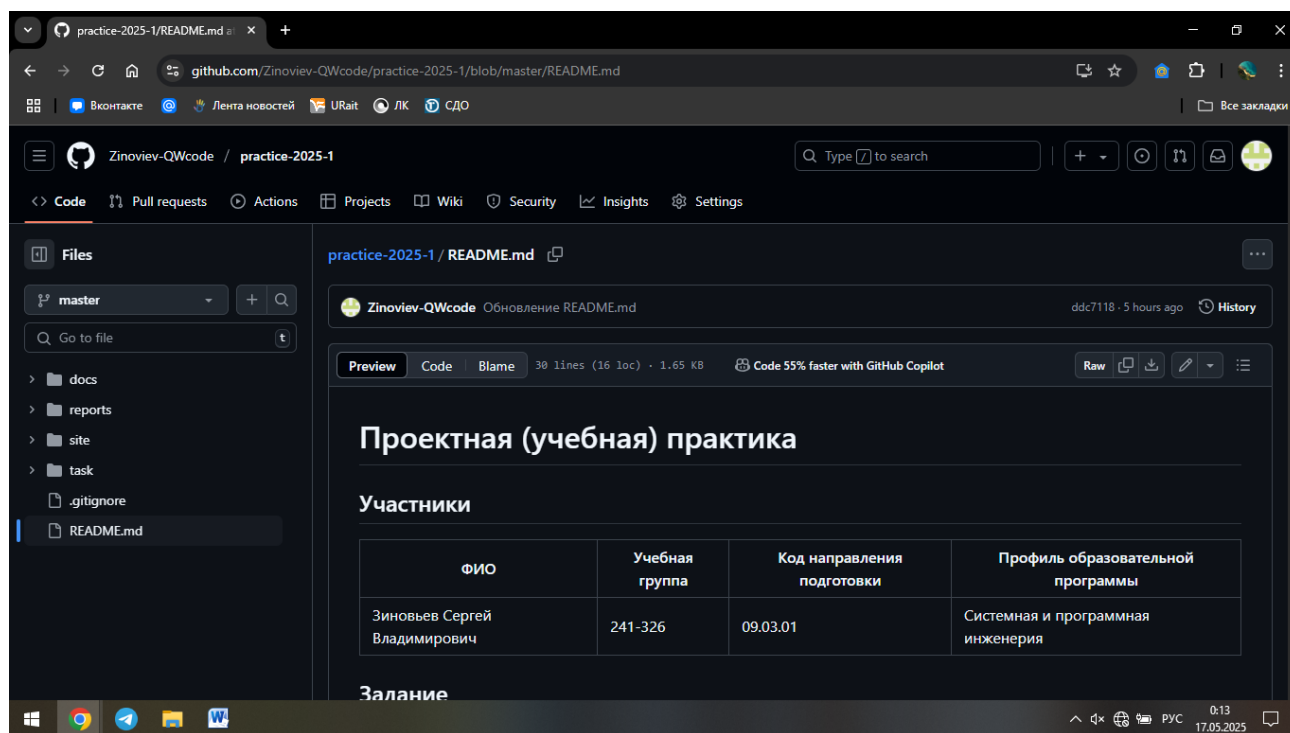 practice-2025-1/README.md a
github.com/Zinoviev-QWcode/practice-2025-1/blob/master/README.md
Вконтакте Лента новостей URait ЛК СДО Все закладки
Zinoviev-QWcode / practice-2025-1 Type / to search
Code Pull requests Actions Projects Wiki Security Insights Settings
Files
practice-2025-1 / README.md
master
Zinoviev-QWcode Обновление README.md ddc7118 · 5 hours ago History
Go to file t
Preview Code Blame 30 lines (16 loc) · 1.65 KB Code 55% faster with GitHub Copilot Raw
docs
reports
site
task
.gitignore
README.md
Проектная (учебная) практика
Участники
ФИО
Учебная
группа
Код направления
подготовки
Профиль образовательной
программы
Зиновьев Сергей
Владимирович
241-326
09.03.01
Системная и программная
инженерия
Задание
РУС
0:13
17.05.2025